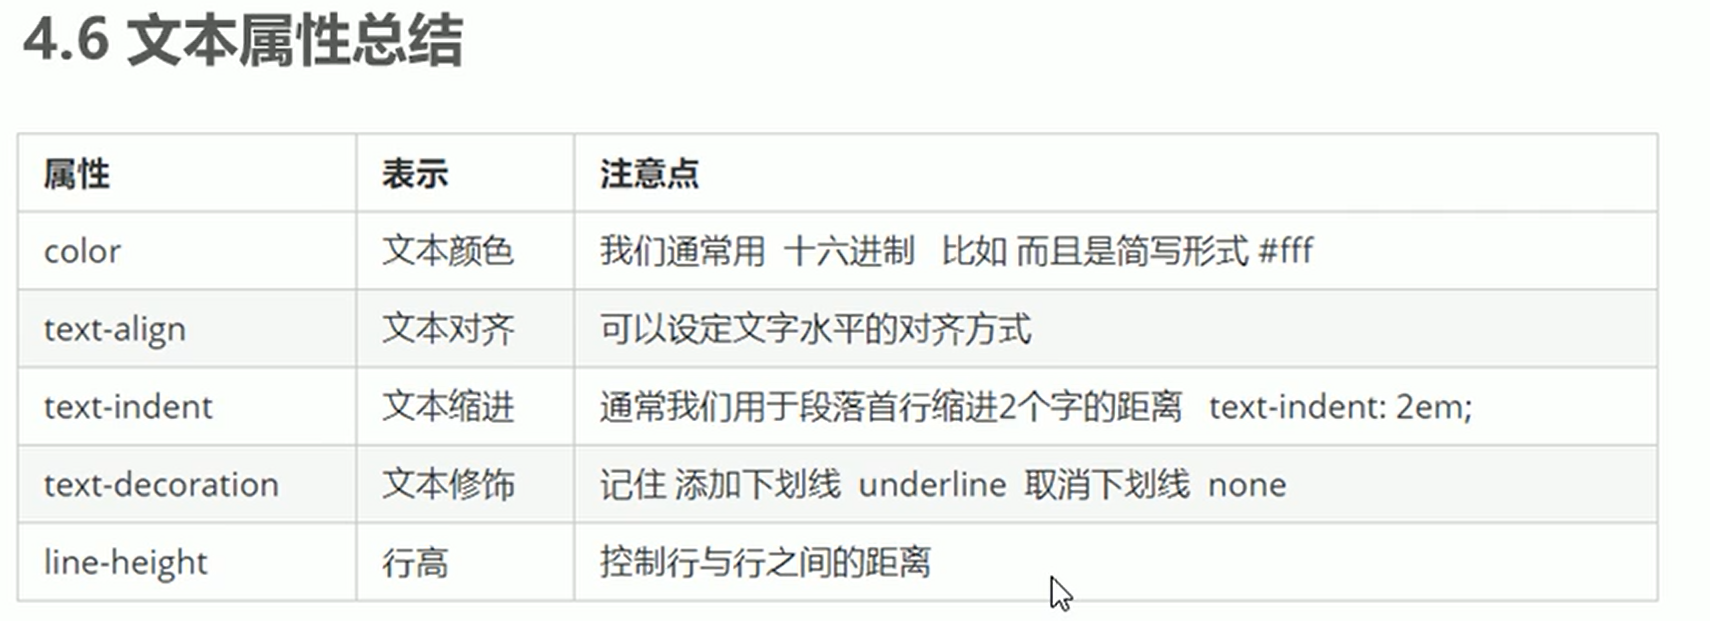 4.6 文本属性总结
属性 表示 注意点
color 文本颜色 我们通常用 十六进制 比如 而且是简写形式 #fff
text-align 文本对齐 可以设定文字水平的对齐方式
text-indent 文本缩进 通常我们用于段落首行缩进2个字的距离 text-indent: 2em;
text-decoration 文本修饰 记住 添加下划线 underline 取消下划线 none
line-height 行高 控制行与行之间的距离